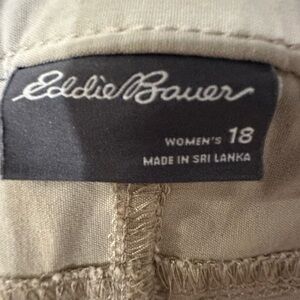 Eddie Bauer
WOMEN'S 18
MADE IN SRI LANKA